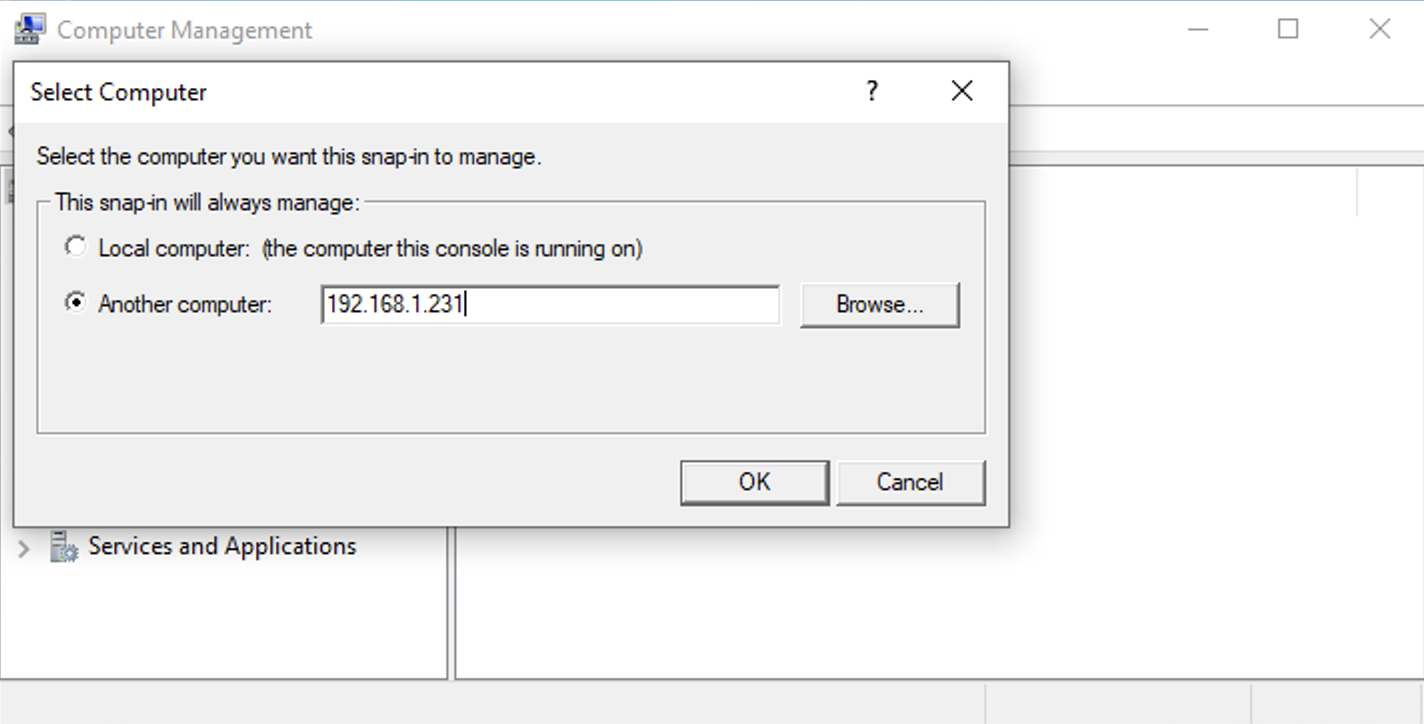 Computer Management
Select Computer
?
Select the computer you want this snap-in to manage.
This snap-in will always manage:
Local computer: (the computer this console is running on)
Another computer: 192.168.1.231 Browse...
OK Cancel
Services and Applications